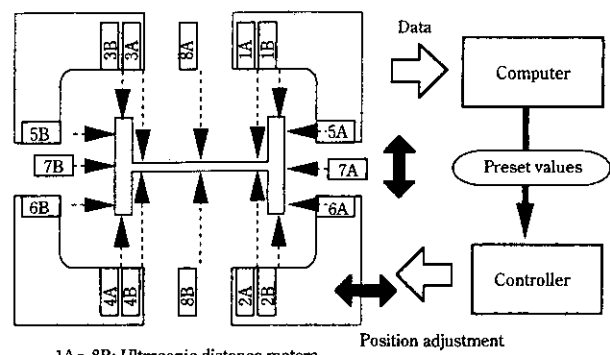 3B 3A 8A 1A 1B
Data
Computer
5B 5A
7B 7A
Preset values
6B 6A
Controller
4A 4B 8B 2A 2B
Position adjustment
1A~8B: Ultrasonic distance meters